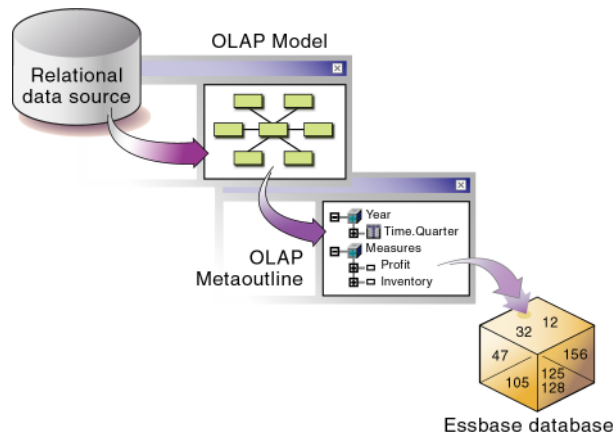 OLAP Model
Relational
data source
Year
Time.Quarter
OLAP
Metaoutline
Measures
Profit
Inventory
32
12
47
156
105
125
128
Essbase database